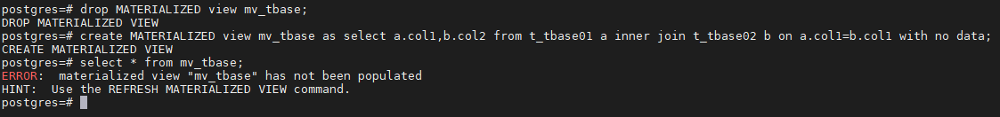 postgres=# drop MATERIALIZED view mv_tbase;
DROP MATERIALIZED VIEW
postgres=# create MATERIALIZED view mv_tbase as select a.col1,b.col2 from t_tbase01 a inner join t_tbase02 b on a.col1=b.col1 with no data;
CREATE MATERIALIZED VIEW
postgres=# select * from mv_tbase;
ERROR:  materialized view "mv_tbase" has not been populated
HINT:  Use the REFRESH MATERIALIZED VIEW command.
postgres=#